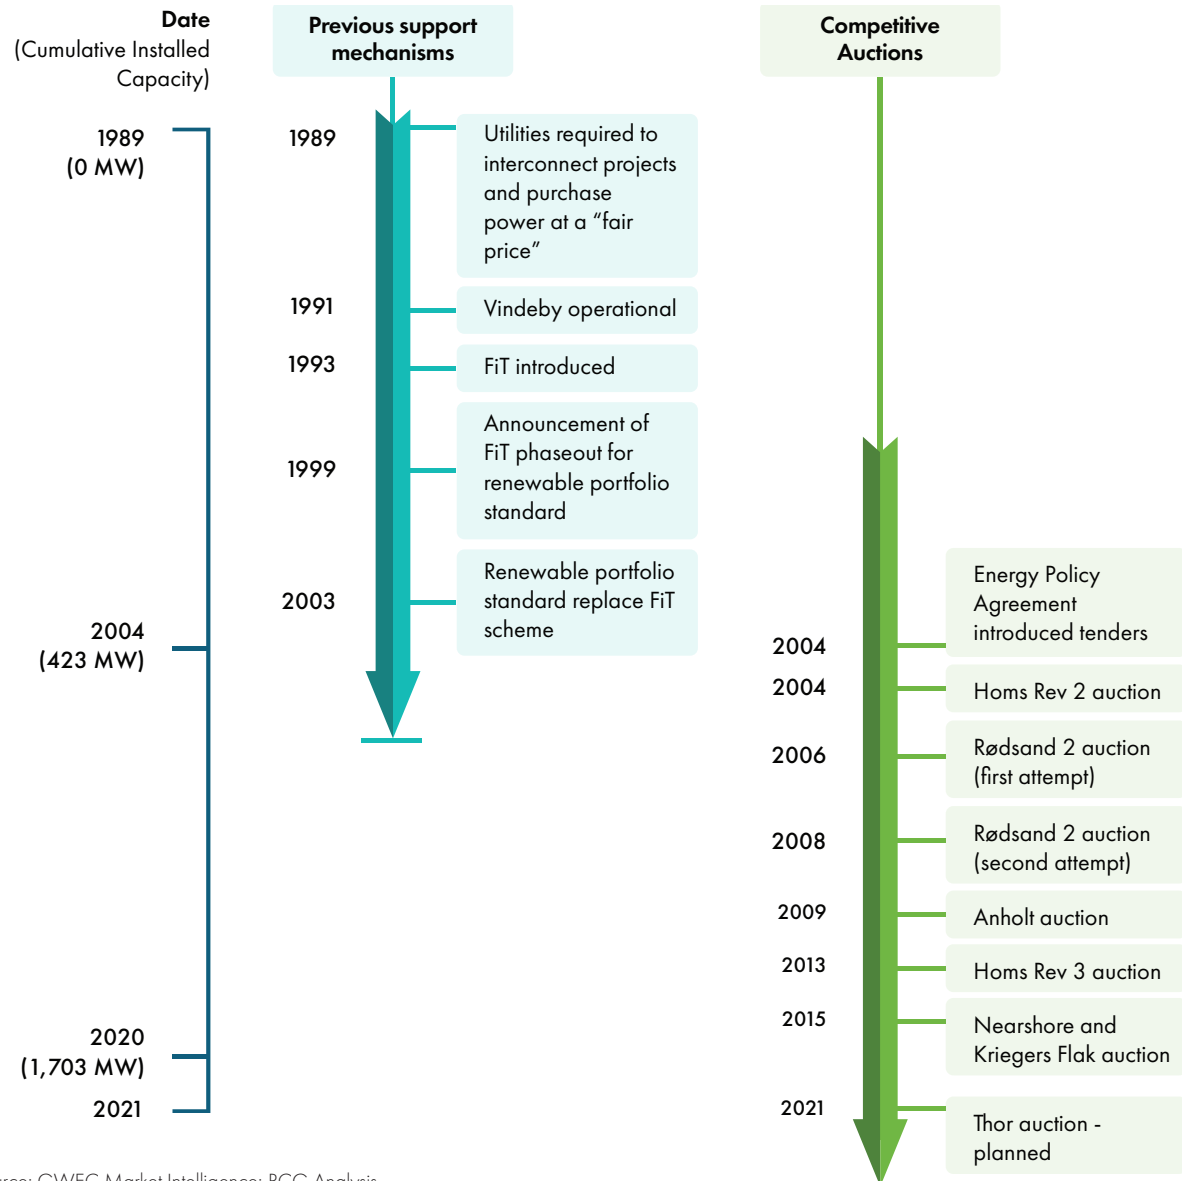 Date
(Cumulative Installed
Capacity)
1989
(0 MW)
2004
(423 MW)
2020
(1,703 MW)
2021
Previous support
mechanisms
1989
Utilities required to
interconnect projects
and purchase
power at a “fair
price”
1991
Vindeby operational
1993
FiT introduced
1999
Announcement of
FiT phaseout for
renewable portfolio
standard
2003
Renewable portfolio
standard replace FiT
scheme
Competitive
Auctions
2004
Energy Policy
Agreement
introduced tenders
2004
Homs Rev 2 auction
2006
Rødsand 2 auction
(first attempt)
2008
Rødsand 2 auction
(second attempt)
2009
Anholt auction
2013
Homs Rev 3 auction
2015
Nearshore and
Kriegers Flak auction
2021
Thor auction -
planned